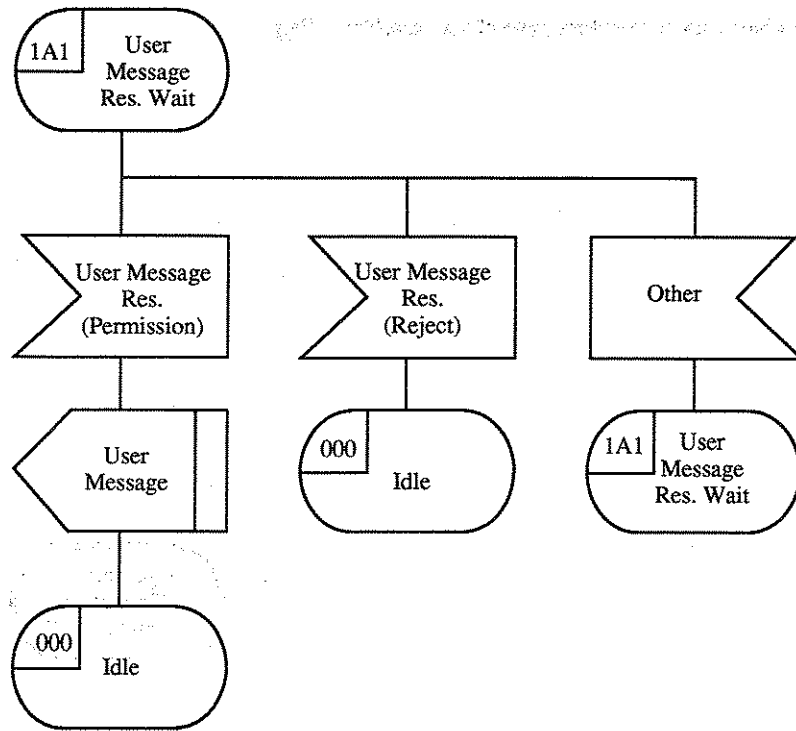 1A1
User
Message
Res. Wait
User Message
Res.
(Permission)
User Message
Res.
(Reject)
Other
User
Message
000
Idle
1A1
User
Message
Res. Wait
000
Idle